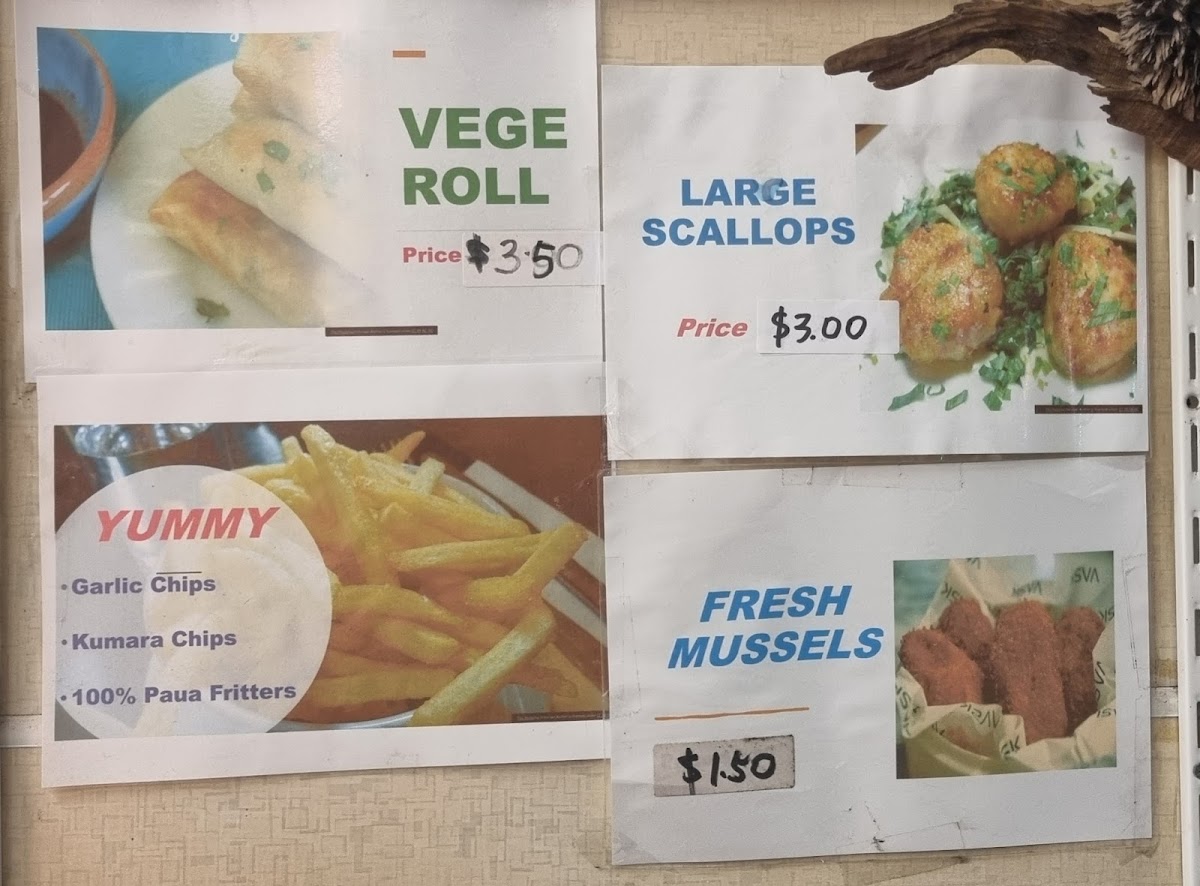 VEGE
ROLL
Price $3.50
LARGE
SCALLOPS
Price $3.00
YUMMY
• Garlic Chips
• Kumara Chips
• 100% Paua Fritters
FRESH
MUSSELS
$1.50